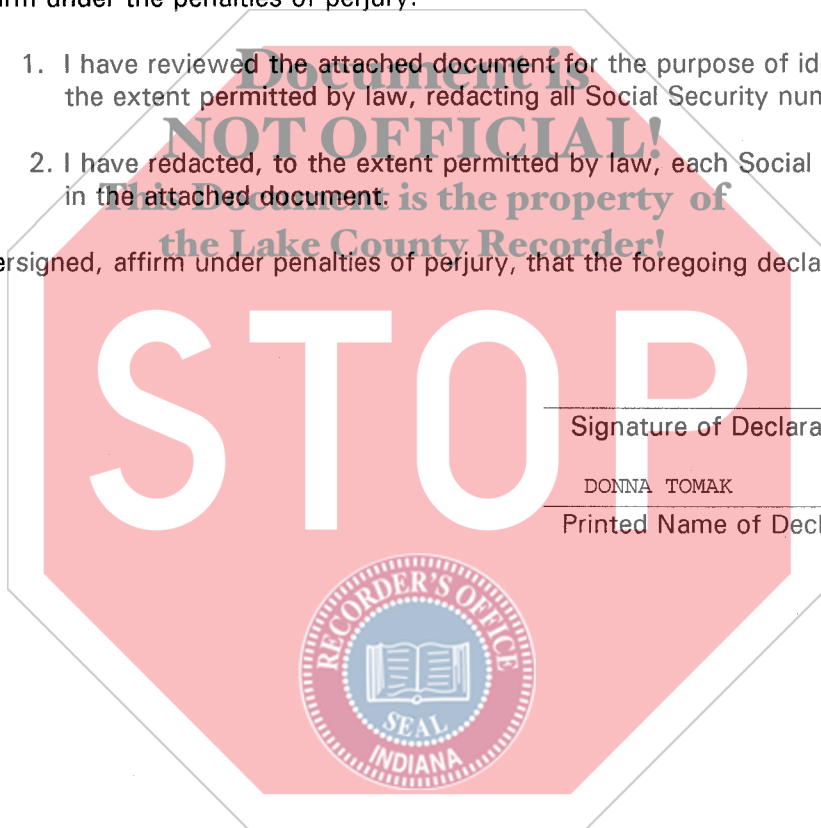 irm under the penalties of perjury:
1. I have reviewed the attached document for the purpose of id
the extent permitted by law, redacting all Social Security num
2. I have redacted, to the extent permitted by law, each Social
in the attached document.
ersigned, affirm under penalties of perjury, that the foregoing decla
Document is
NOT OFFICIAL!
This Document is the property of
the Lake County Recorder!
STOP
Signature of Declara
DONNA TOMAK
Printed Name of Decl
RECORDER'S OFFICE
SEAL
INDIANA